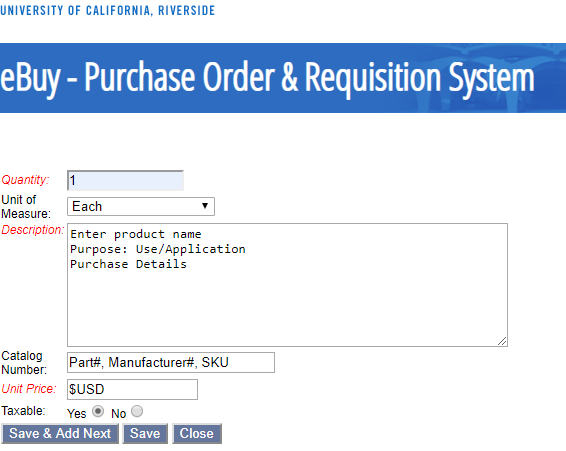 UNIVERSITY OF CALIFORNIA, RIVERSIDE
eBuy - Purchase Order & Requisition System
Quantity: 1
Unit of
Measure: Each
Description: Enter product name
Purpose: Use/Application
Purchase Details
Catalog
Number: Part#, Manufacturer#, SKU
Unit Price: $USD
Taxable: Yes No
Save & Add Next Save Close